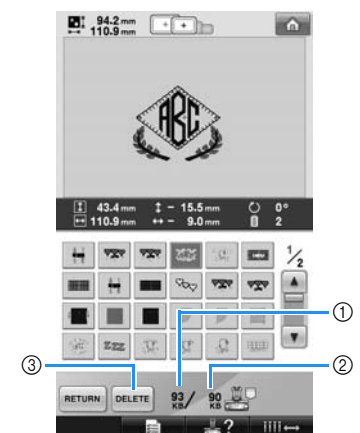 94.2 mm
110.9 mm
ABC
43.4 mm - 15.5 mm 0°
110.9 mm - 9.0 mm 2
1/2
ZZZ
① 
③ ②
RETURN DELETE 93 KB / 90 KB
?